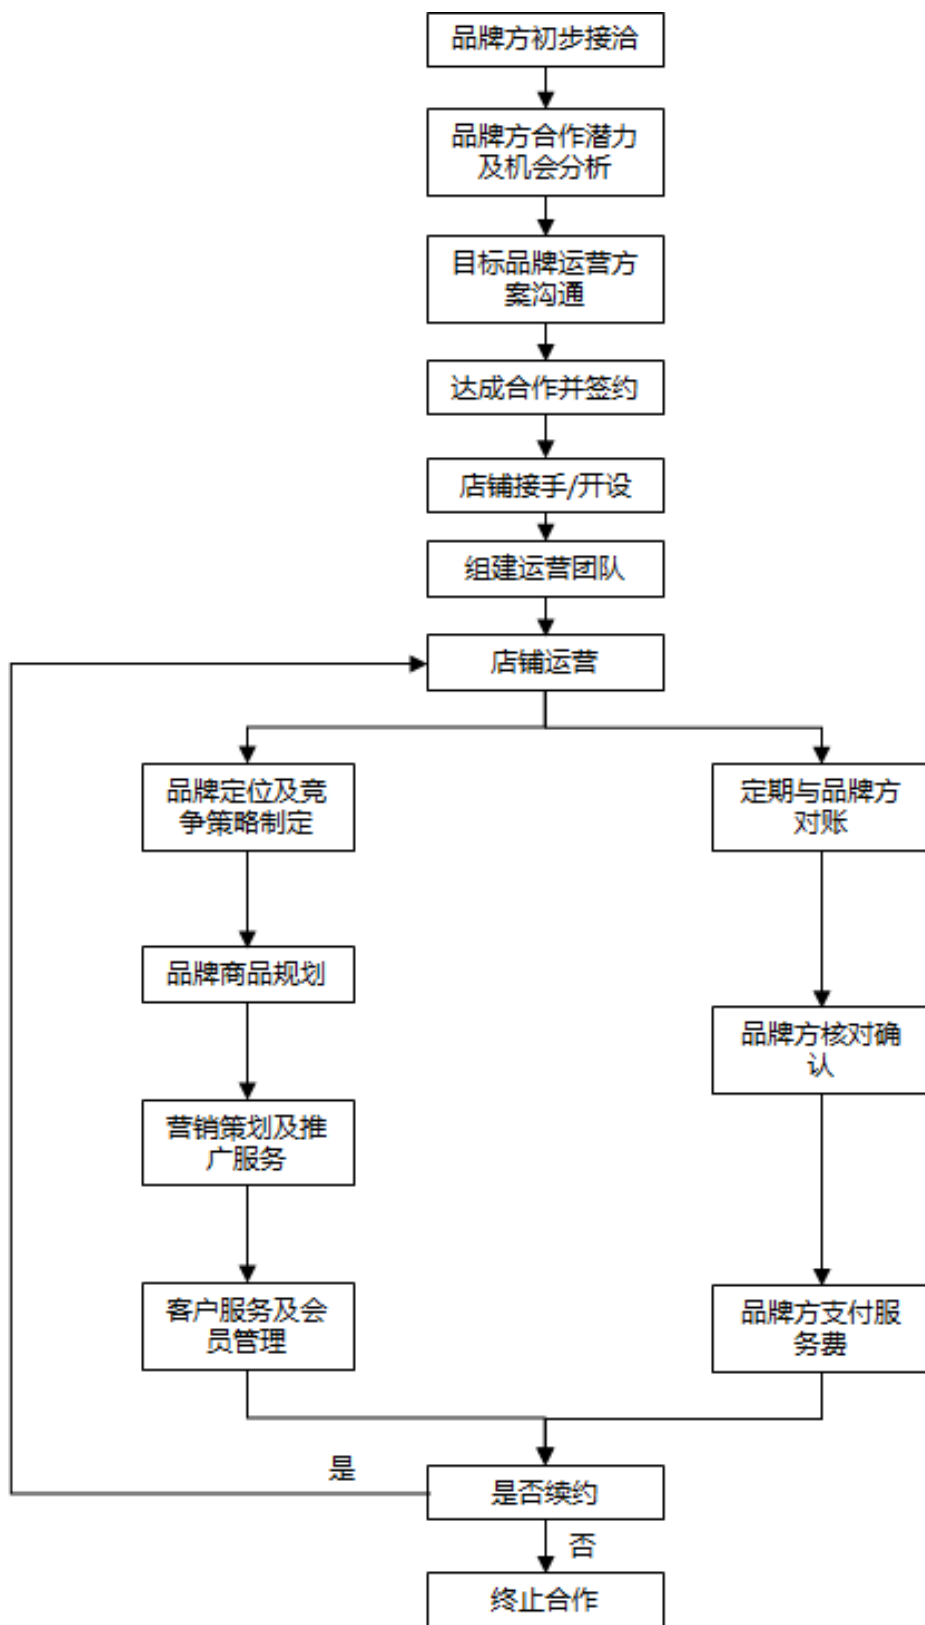 品牌方初步接洽
品牌方合作潜力
及机会分析
目标品牌运营方
案沟通
达成合作并签约
店铺接手/开设
组建运营团队
店铺运营
品牌定位及竞
争策略制定
定期与品牌方
对账
品牌商品规划
品牌方核对确
认
营销策划及推
广服务
客户服务及会
员管理
品牌方支付服
务费
是
是否续约
否
终止合作